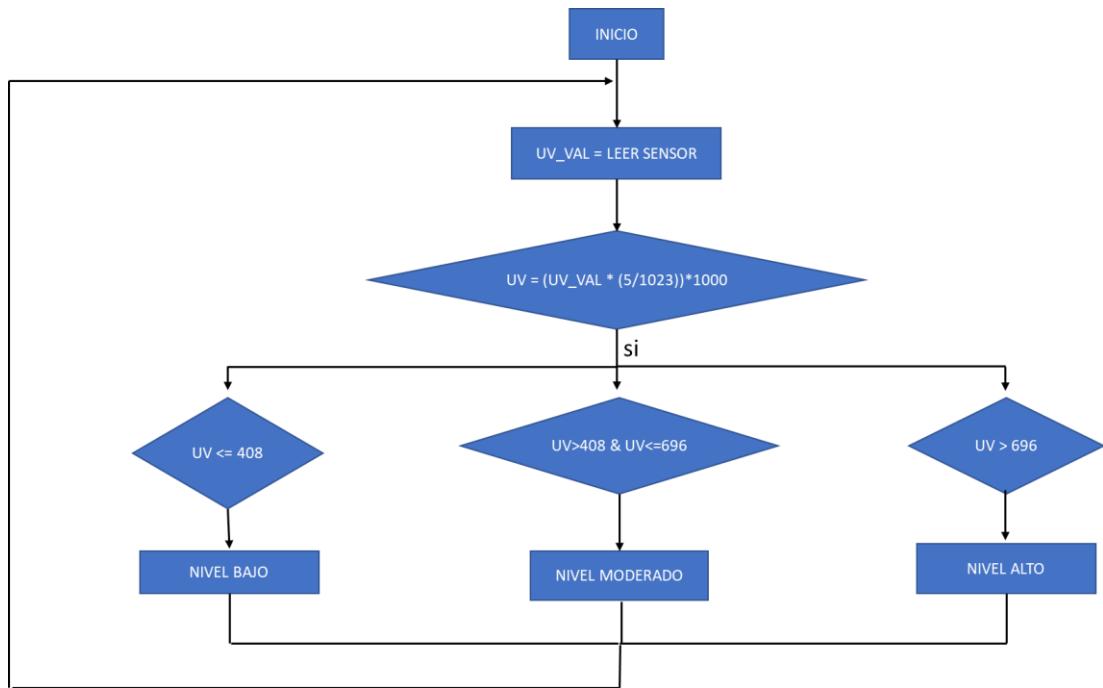 INICIO
UV_VAL = LEER SENSOR
UV = (UV_VAL * (5/1023))*1000
si
UV <= 408
UV>408 & UV<=696
UV > 696
NIVEL BAJO
NIVEL MODERADO
NIVEL ALTO